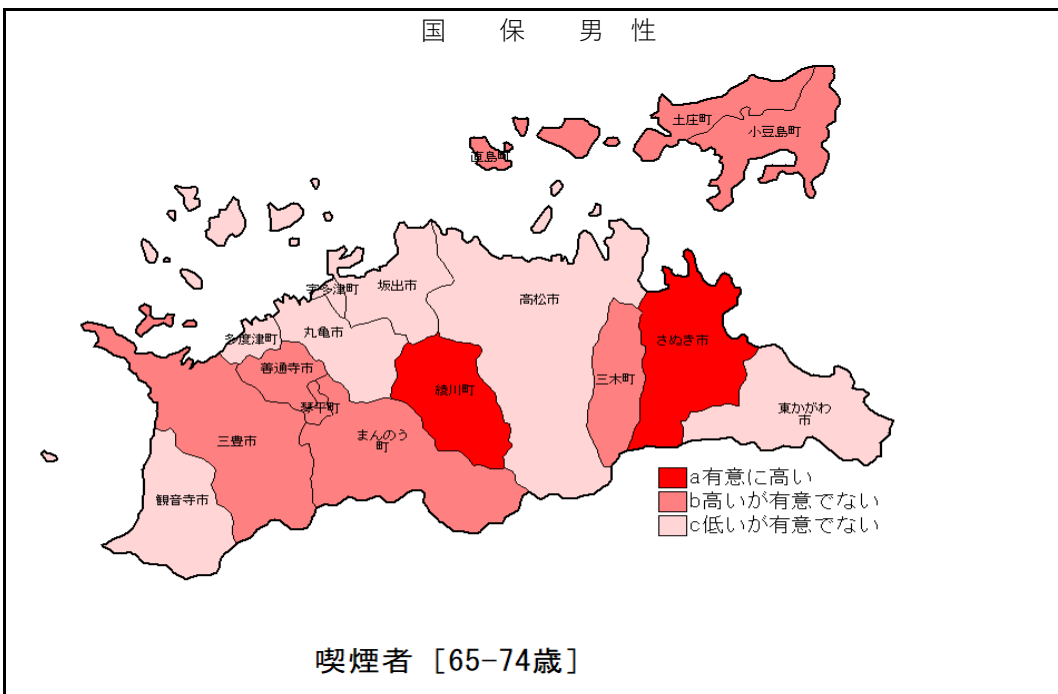 国 保 男 性
土庄町
小豆島町
直島町
宇多津町
坂出市
高松市
多度津町
丸亀市
さぬき市
善通寺市
三木町
綾川町
琴平町
東かがわ
市
三豊市
まんのう
町
観音寺市
a有意に高い
b高いが有意でない
c低いが有意でない
喫煙者 [65-74歳]